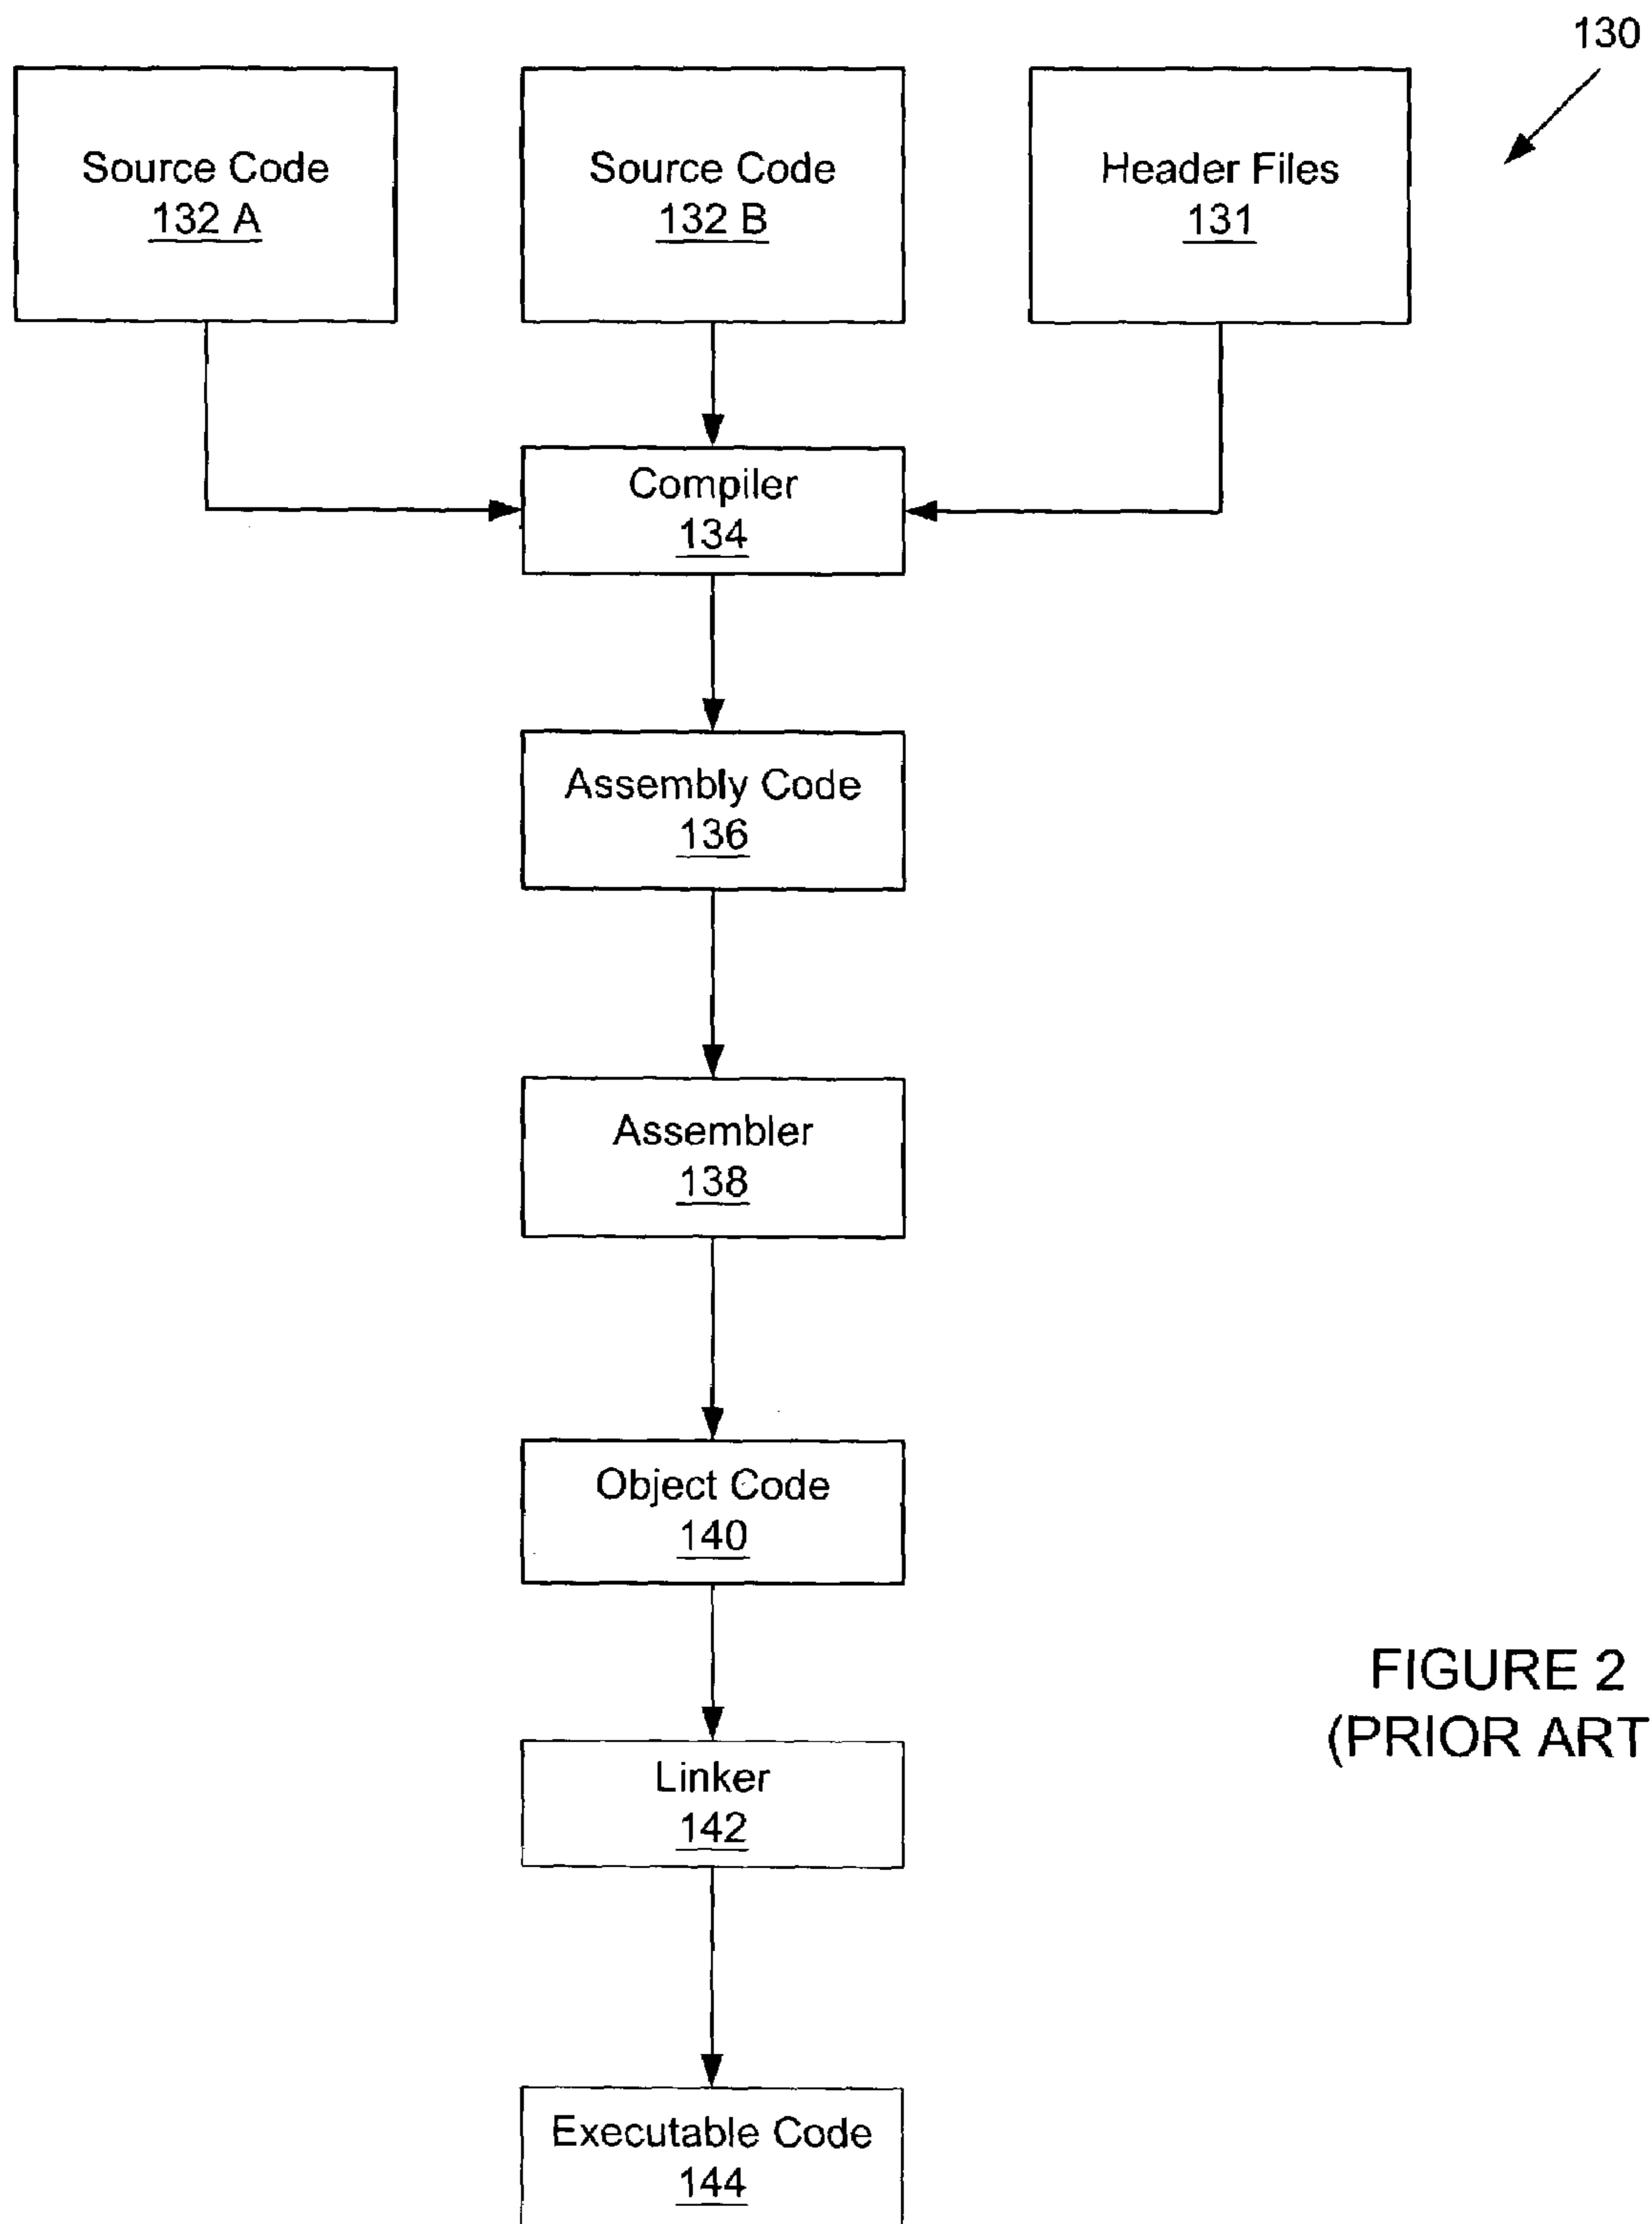 130
Source Code
132 A
Source Code
132 B
Header Files
131
Compiler
134
Assembly Code
136
Assembler
138
Object Code
140
Linker
142
Executable Code
144
FIGURE 2
(PRIOR ART